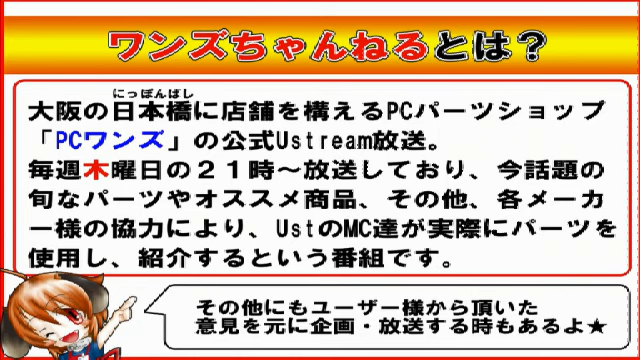 ワンズちゃんねるとは？
にっぽんばし
大阪の日本橋に店舗を構えるPCパーツショップ
「PCワンズ」の公式Ustream放送。
毎週木曜日の２１時～放送しており、今話題の
旬なパーツやオススメ商品、その他、各メーカ
ー様の協力により、UstのMC達が実際にパーツを
使用し、紹介するという番組です。
その他にもユーザー様から頂いた
意見を元に企画・放送する時もあるよ★